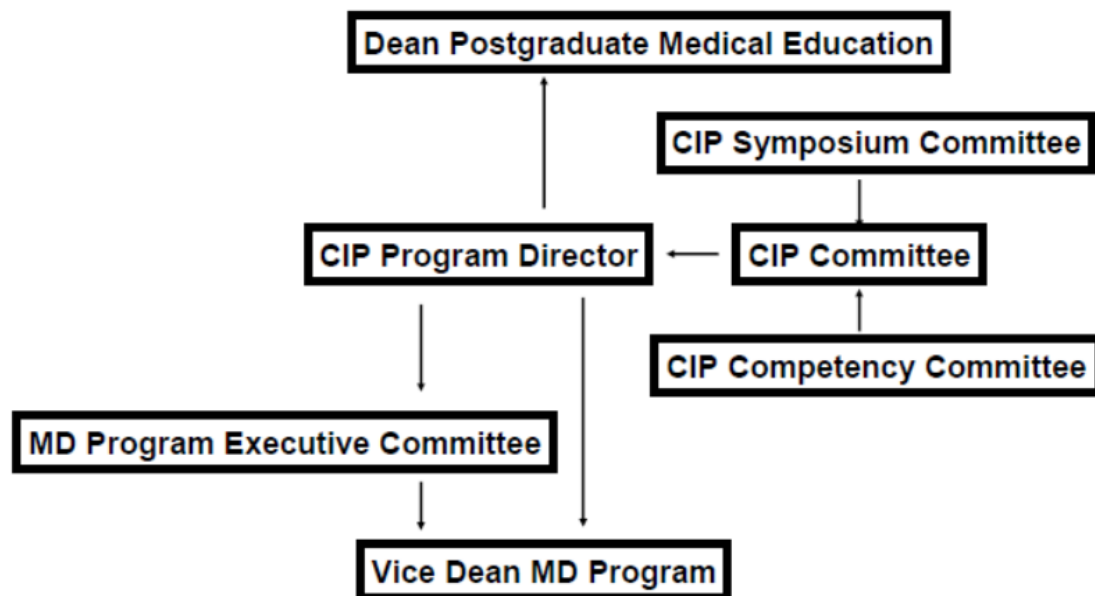 Dean Postgraduate Medical Education
CIP Symposium Committee
CIP Program Director
CIP Committee
CIP Competency Committee
MD Program Executive Committee
Vice Dean MD Program